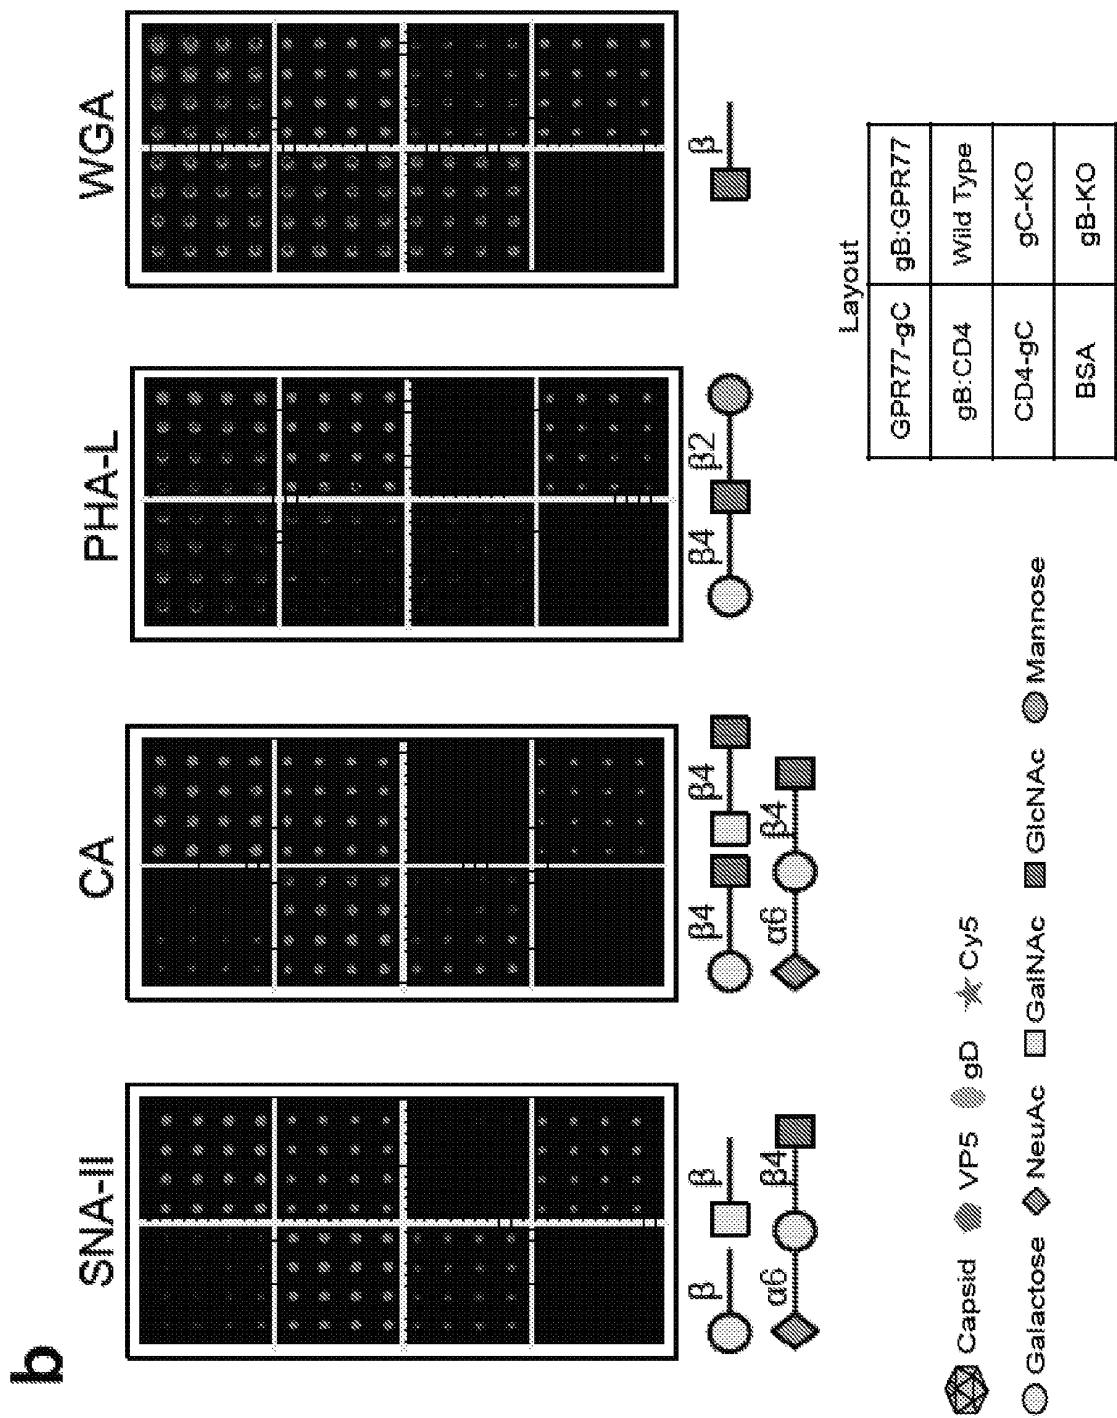 b
SNA-II
CA
PHA-L
WGA
β
β
α6
β4
β4
β4
α6
β4
β4
β2
β
Layout
GPR77-gC
gB:GPR77
gB:CD4
Wild Type
CD4-gC
gC-KO
BSA
gB-KO
Capsid
VP5
gD
Cy5
Galactose
NeuAc
GalNAc
GlcNAc
Mannose